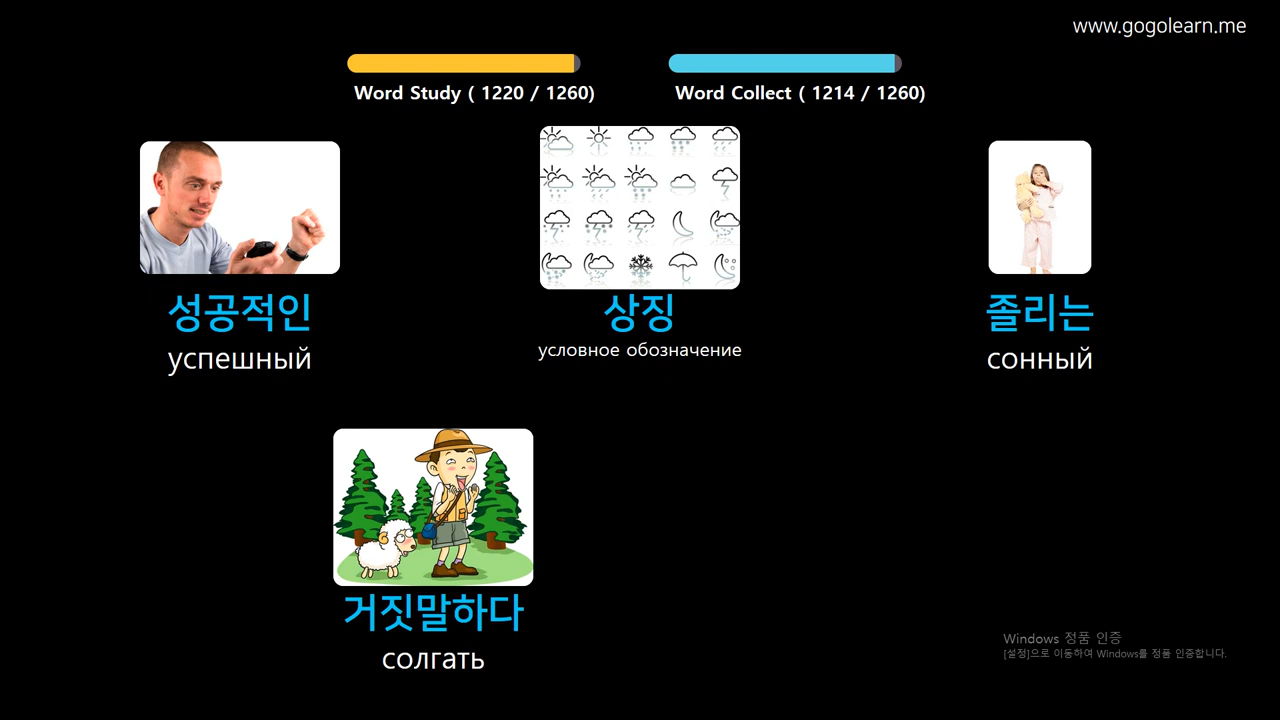 www.gogolearn.me
Word Study ( 1220 / 1260)
Word Collect ( 1214 / 1260)
성공적인
успешный
상징
условное обозначение
졸리는
сонный
거짓말하다
солгать
Windows 정품 인증
[설정]으로 이동하여 Windows를 정품 인증합니다.